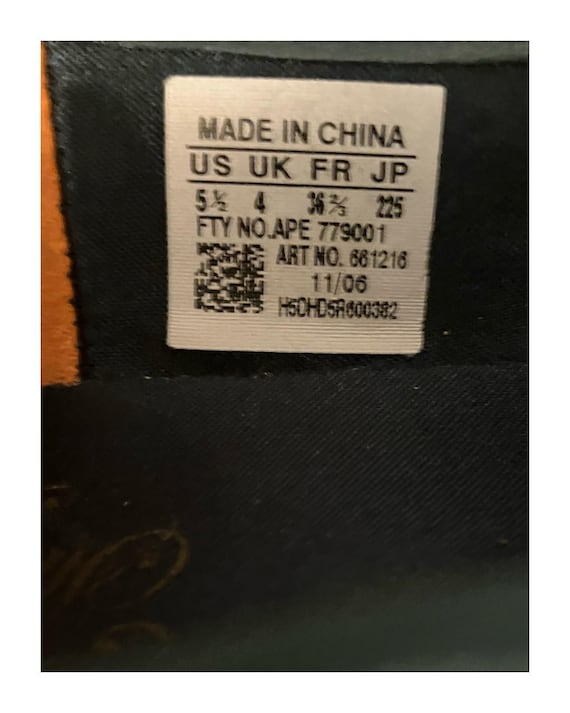 MADE IN CHINA
US UK FR JP
5½ 4 36⅔ 225
FTY NO.APE 779001
ART NO. 661216
11/06
H5DHD5R600382